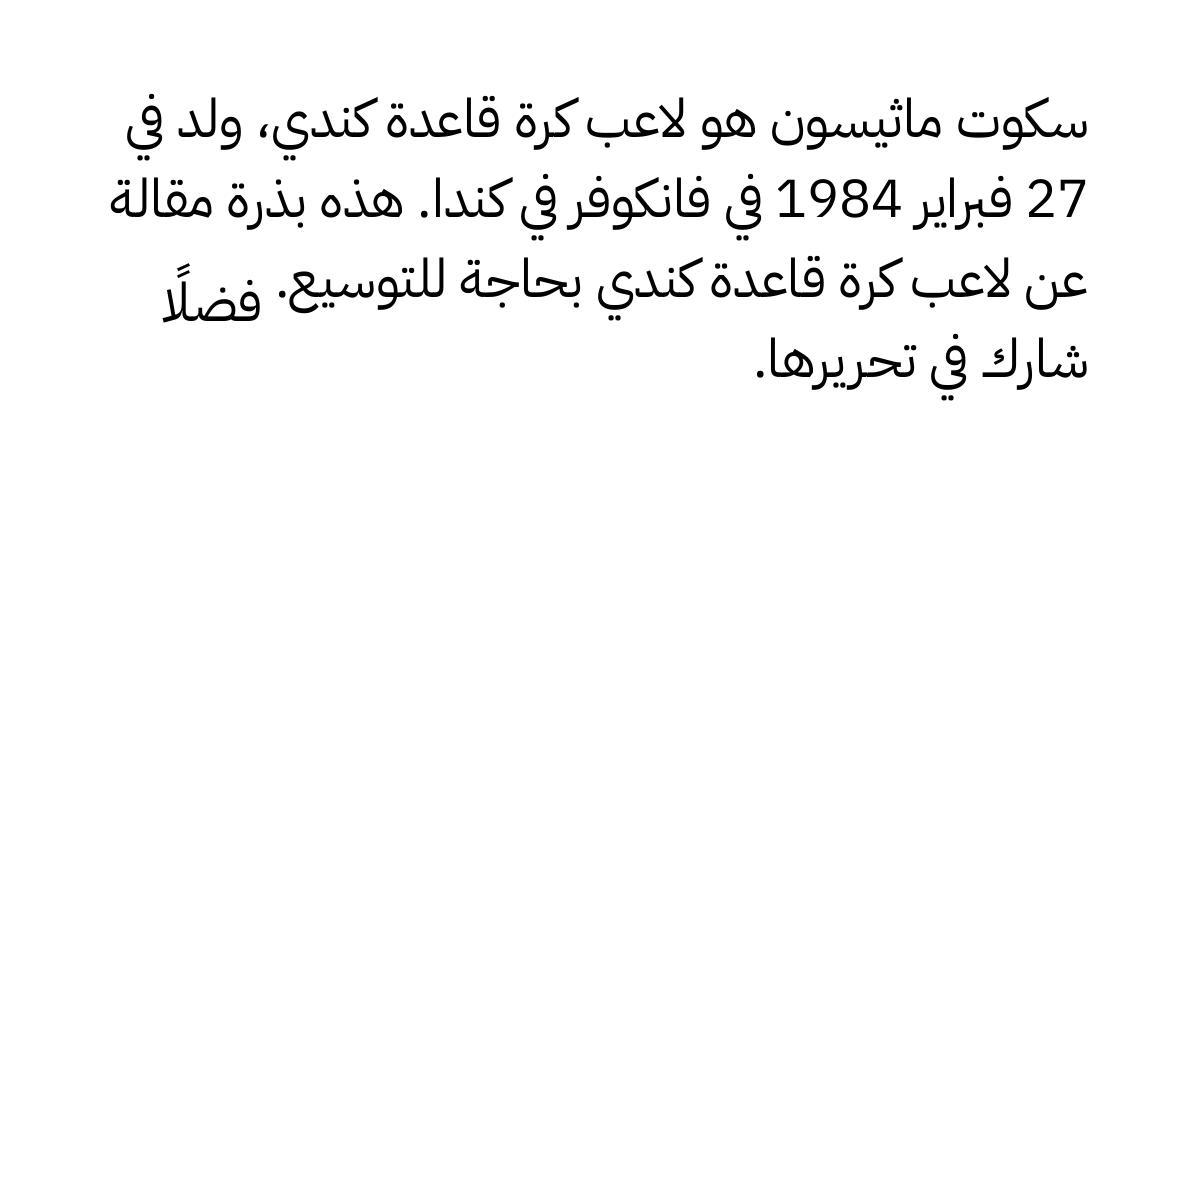 سكوت ماثيسون هو لاعب كرة قاعدة كندي، ولد في
27 فبراير 1984 في فانكوفر في كندا. هذه بذرة مقالة
عن لاعب كرة قاعدة كندي بحاجة للتوسيع. فضلًا
شارك في تحريرها.